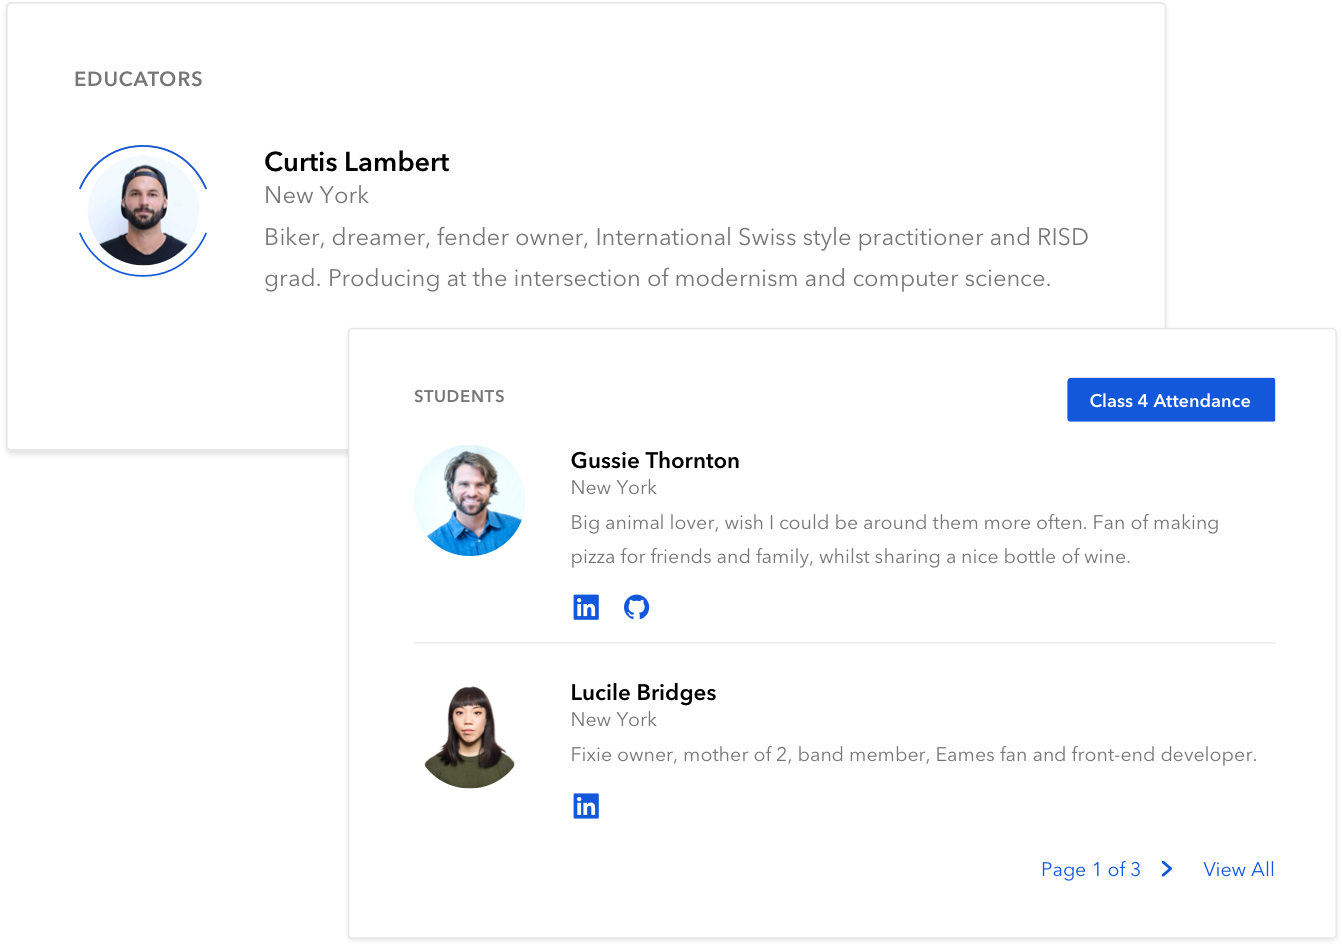 EDUCATORS
Curtis Lambert
New York
Biker, dreamer, fender owner, International Swiss style practitioner and RISD
grad. Producing at the intersection of modernism and computer science.
STUDENTS
Class 4 Attendance
Gussie Thornton
New York
Big animal lover, wish I could be around them more often. Fan of making
pizza for friends and family, whilst sharing a nice bottle of wine.
in
Lucile Bridges
New York
Fixie owner, mother of 2, band member, Eames fan and front-end developer.
in
Page 1 of 3
View All